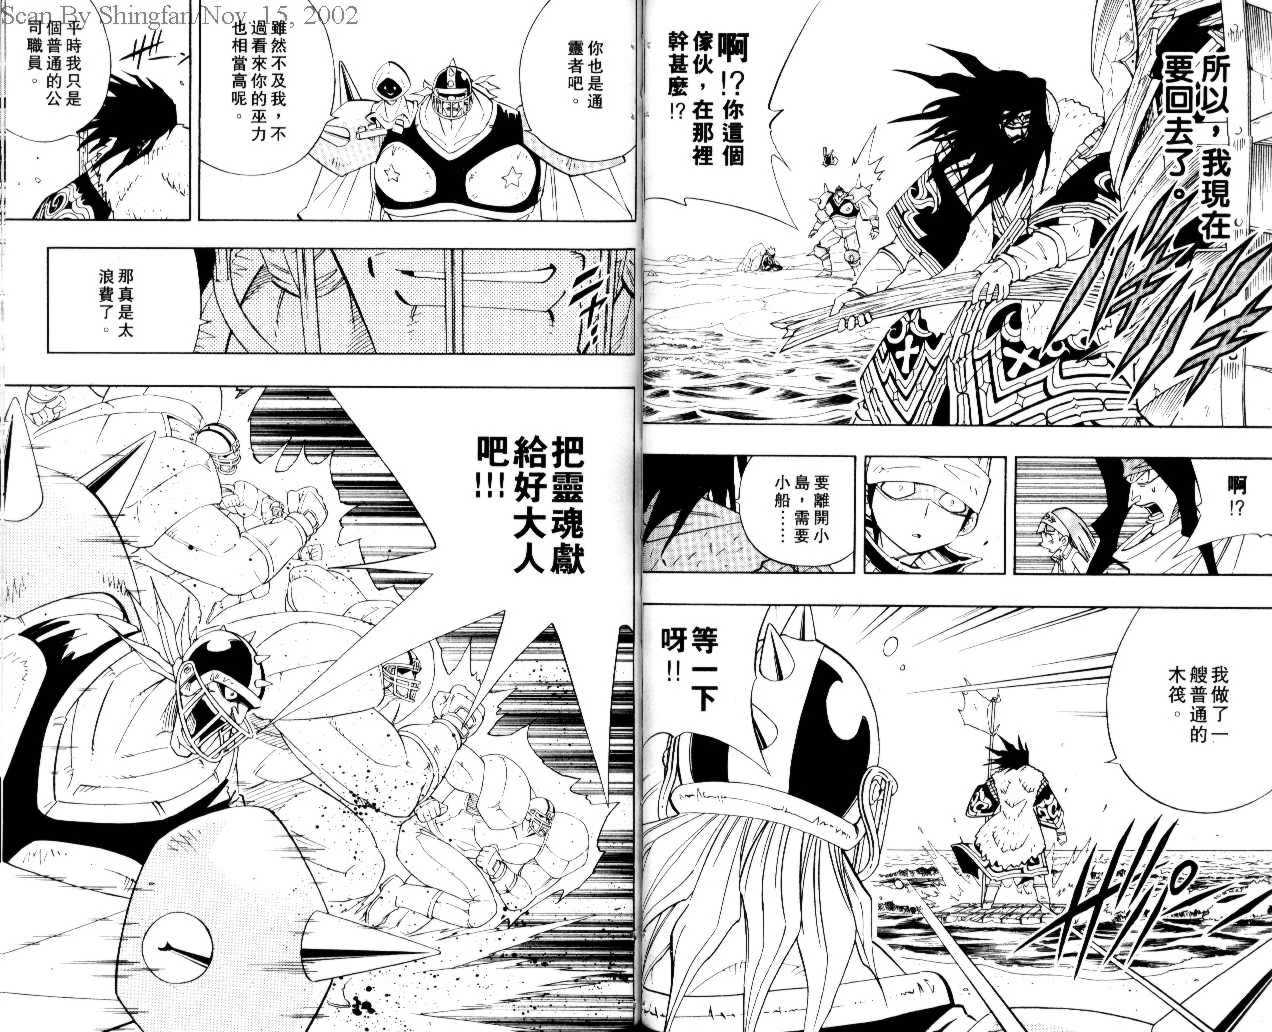 Scan By Shingfan/Nov. 15, 2002
所以，我現在
要回去了。
啊!?你這個
傢伙，在那裡
幹甚麼!?
啊!?
要離開小
島，需要
小船……
我做了一
艘普通的
木筏。
等一下
呀!!
你也是通
靈者吧。
雖然不及我，不
過看來你的巫力
也相當高呢。
平時我只是
個普通的公
司職員。
那真是太
浪費了。
把靈魂獻
給好大人
吧!!!